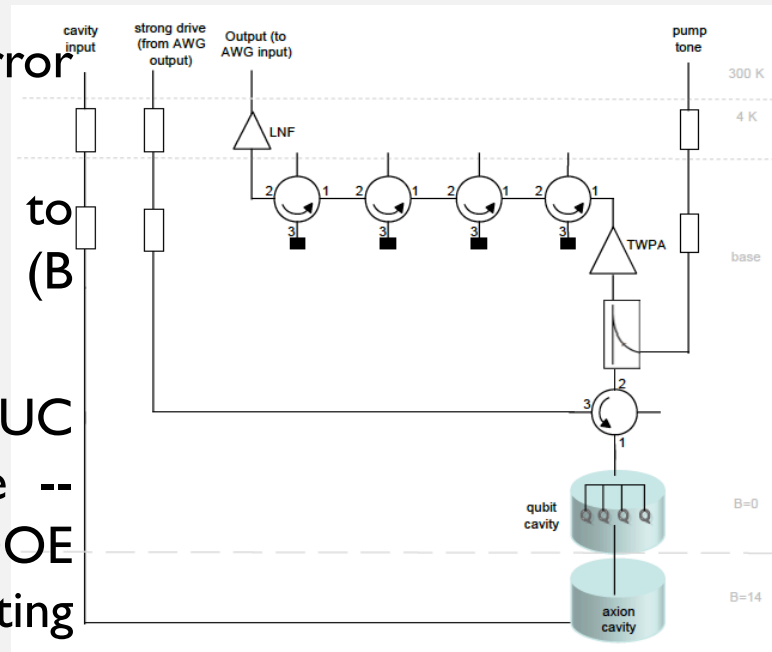 cavity
input
strong drive
(from AWG
output)
Output (to
AWG input)
pump
tone
rror
300 K
4 K
LNF
2 1 2 1 2 1 2 1
3 3 3 3
to
TWPA
(B
base
2
3
UC
1
e --
qubit
cavity
Q Q Q Q
B=0
OE
B=14
ting
axion
cavity